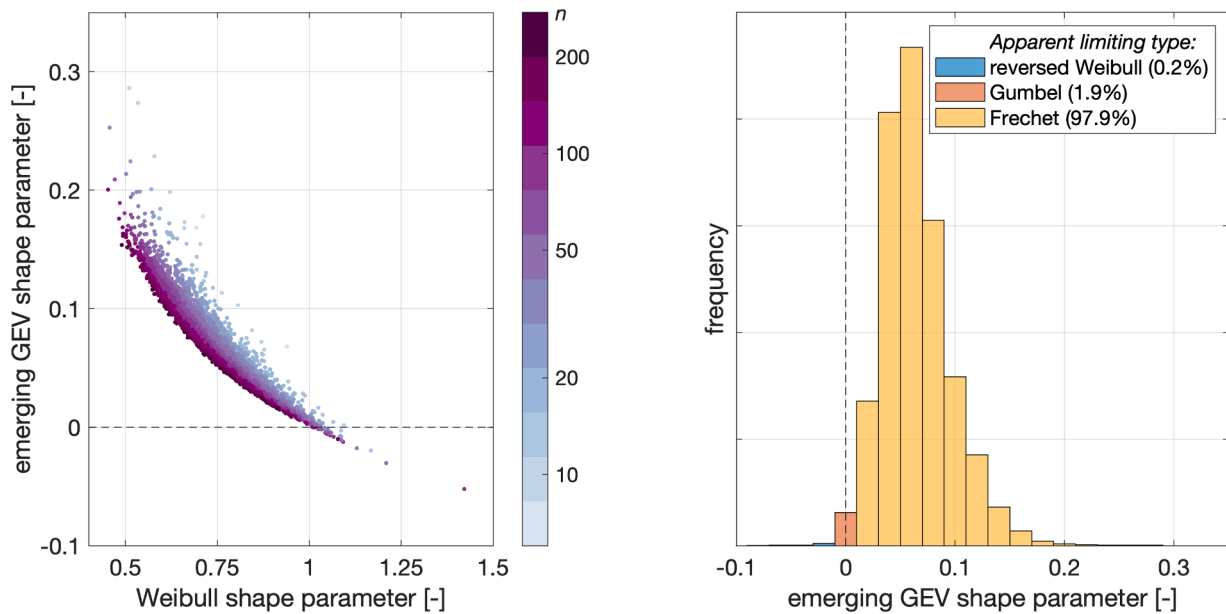 n
0.3
0.2
0.1
0
-0.1
emerging GEV shape parameter [-]
0.5
0.75
1
1.25
1.5
Weibull shape parameter [-]
200
100
50
20
10
Apparent limiting type:
reversed Weibull (0.2%)
Gumbel (1.9%)
Frechet (97.9%)
frequency
-0.1
0
0.1
0.2
0.3
emerging GEV shape parameter [-]